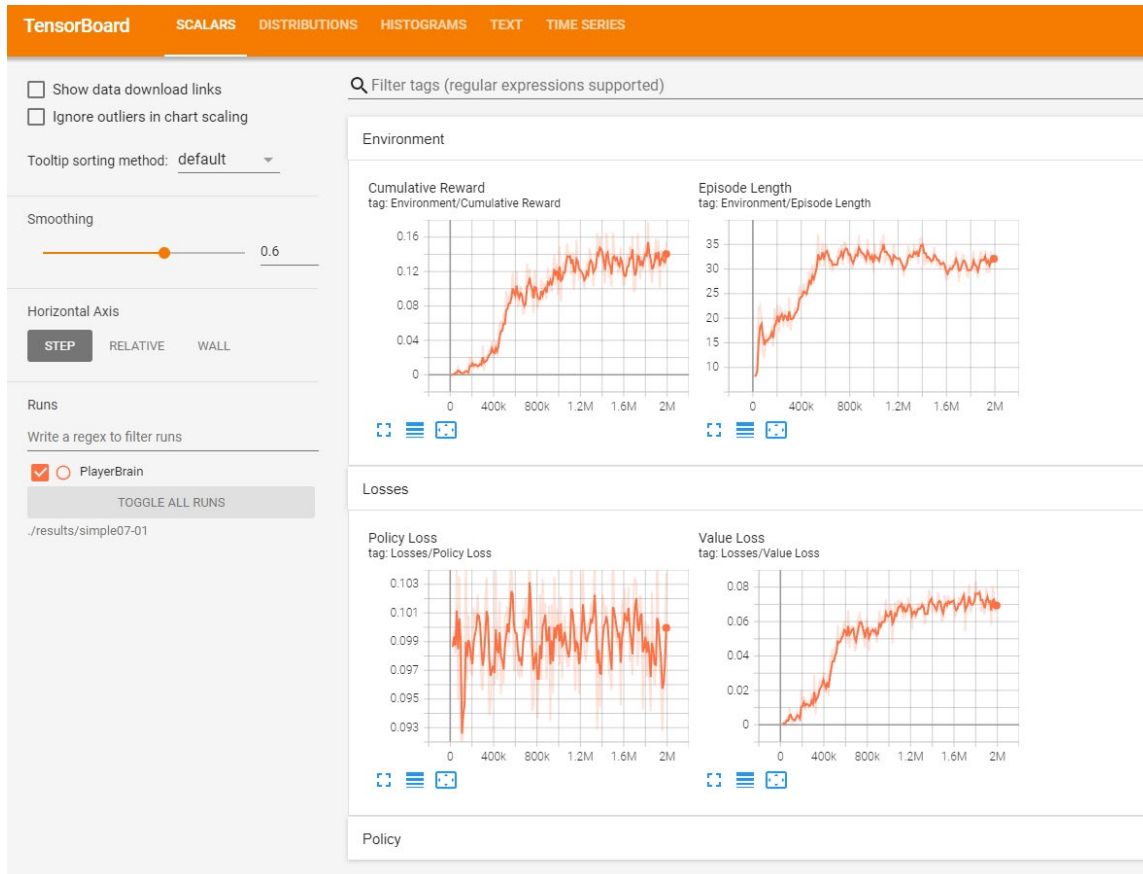 TensorBoard SCALARS DISTRIBUTIONS HISTOGRAMS TEXT TIME SERIES
Show data download links
Ignore outliers in chart scaling
Tooltip sorting method: default
Smoothing
0.6
Horizontal Axis
STEP RELATIVE WALL
Runs
Write a regex to filter runs
PlayerBrain
TOGGLE ALL RUNS
./results/simple07-01
Filter tags (regular expressions supported)
Environment
Cumulative Reward
tag: Environment/Cumulative Reward
0.16
0.12
0.08
0.04
0
0 400k 800k 1.2M 1.6M 2M
Episode Length
tag: Environment/Episode Length
35
30
25
20
15
10
0 400k 800k 1.2M 1.6M 2M
Losses
Policy Loss
tag: Losses/Policy Loss
0.103
0.101
0.099
0.097
0.095
0.093
0 400k 800k 1.2M 1.6M 2M
Value Loss
tag: Losses/Value Loss
0.08
0.06
0.04
0.02
0
0 400k 800k 1.2M 1.6M 2M
Policy